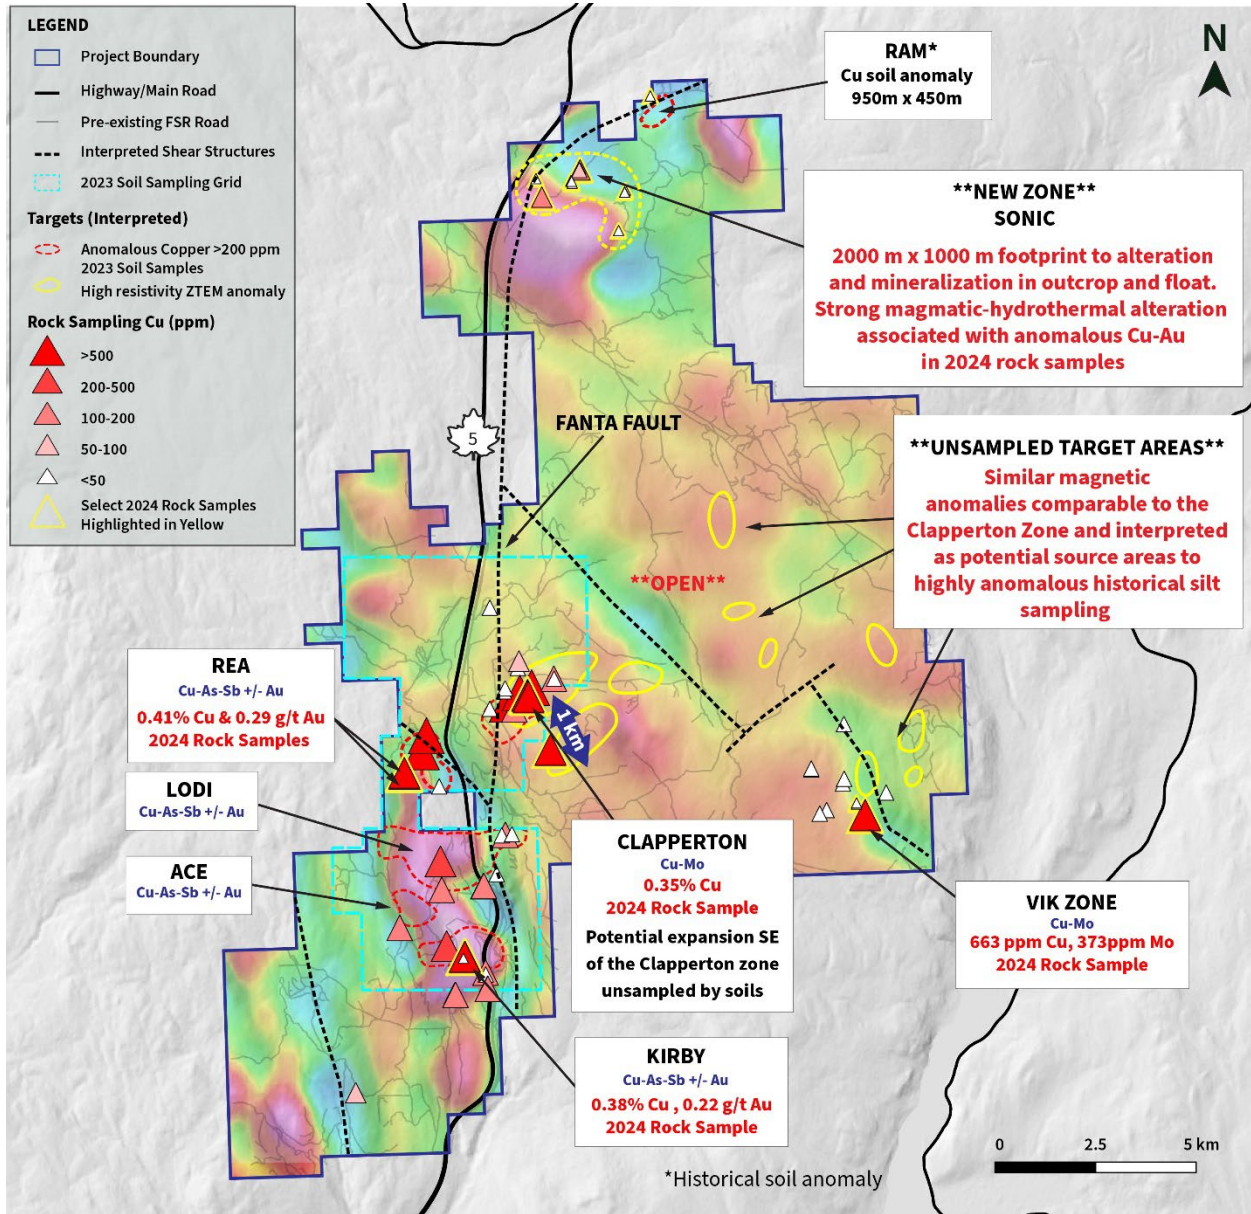 LEGEND
Project Boundary
Highway/Main Road
Pre-existing FSR Road
Interpreted Shear Structures
2023 Soil Sampling Grid
Targets (Interpreted)
Anomalous Copper >200 ppm
2023 Soil Samples
High resistivity ZTEM anomaly
Rock Sampling Cu (ppm)
>500
200-500
100-200
50-100
<50
Select 2024 Rock Samples
Highlighted in Yellow
N
RAM*
Cu soil anomaly
950m x 450m
**NEW ZONE**
SONIC
2000 m x 1000 m footprint to alteration
and mineralization in outcrop and float.
Strong magmatic-hydrothermal alteration
associated with anomalous Cu-Au
in 2024 rock samples
5
FANTA FAULT
**UNSAMPLED TARGET AREAS**
Similar magnetic
anomalies comparable to the
Clapperton Zone and interpreted
as potential source areas to
highly anomalous historical silt
sampling
**OPEN**
REA
Cu-As-Sb +/- Au
0.41% Cu & 0.29 g/t Au
2024 Rock Samples
1 km
LODI
Cu-As-Sb +/- Au
ACE
Cu-As-Sb +/- Au
CLAPPERTON
Cu-Mo
0.35% Cu
2024 Rock Sample
Potential expansion SE
of the Clapperton zone
unsampled by soils
VIK ZONE
Cu-Mo
663 ppm Cu, 373ppm Mo
2024 Rock Sample
KIRBY
Cu-As-Sb +/- Au
0.38% Cu , 0.22 g/t Au
2024 Rock Sample
0 2.5 5 km
*Historical soil anomaly